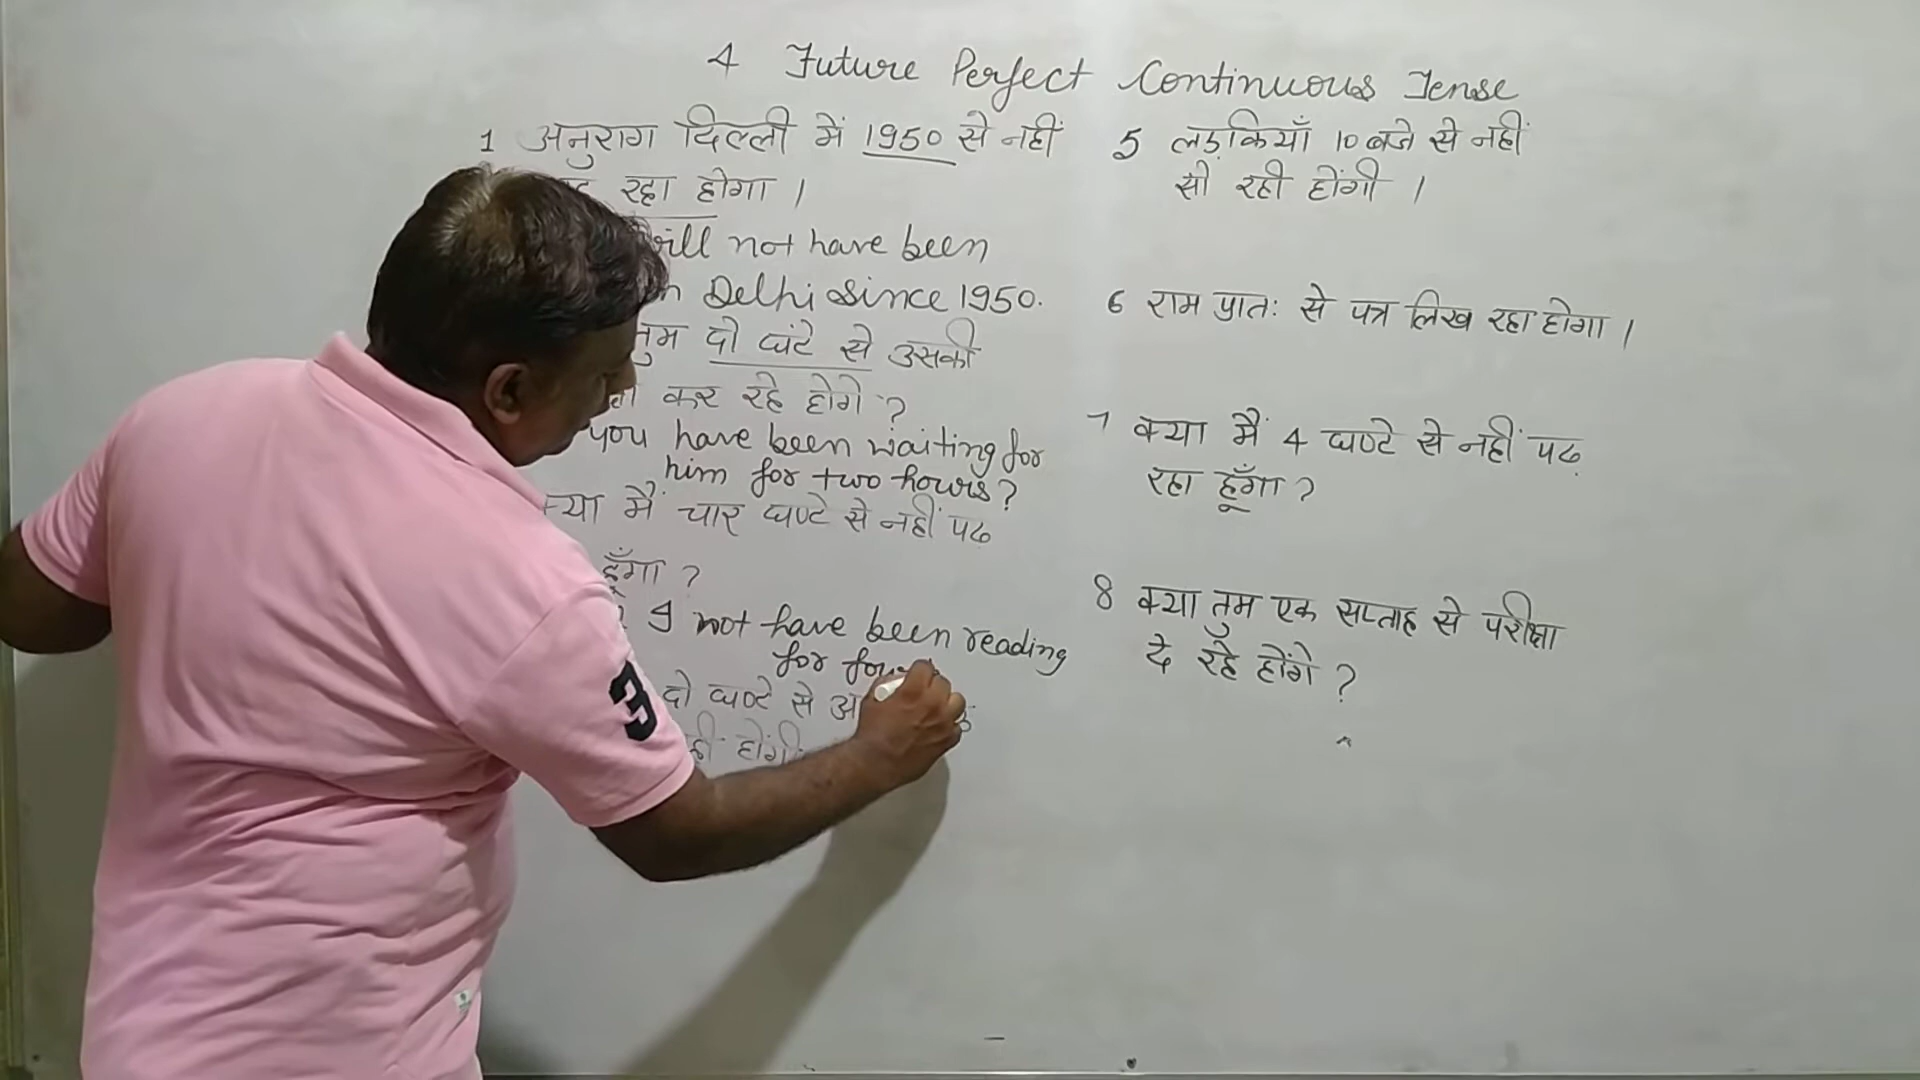 4 Future Perfect Continuous Tense
1 अनुराग दिल्ली में 1950 से नहीं
रहा होगा ।
will not have been
Delhi since 1950.
तुम दो घंटे से उसकी
कर रहे होगे ?
you have been waiting for
him for two hours?
क्या मैं चार घण्टे से नहीं पढ
हूँगा ?
I not have been reading
for
दो घण्टे से
होंगी
5 लड़कियाँ 10 बजे से नहीं
सो रही होंगी ।
6 राम प्रातः से पत्र लिख रहा होगा ।
7 क्या मैं 4 घण्टे से नहीं पढ
रहा हूँगा ?
8 क्या तुम एक सप्ताह से परीक्षा
दे रहे होंगे ?
3